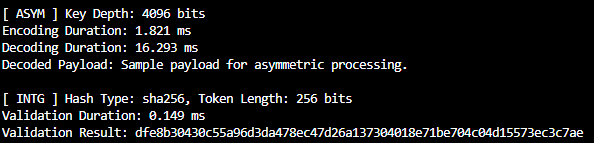 [ ASYM ] Key Depth: 4096 bits
Encoding Duration: 1.821 ms
Decoding Duration: 16.293 ms
Decoded Payload: Sample payload for asymmetric processing.
[ INTG ] Hash Type: sha256, Token Length: 256 bits
Validation Duration: 0.149 ms
Validation Result: dfe8b30430c55a96d3da478ec47d26a137304018e71be704c04d15573ec3c7ae